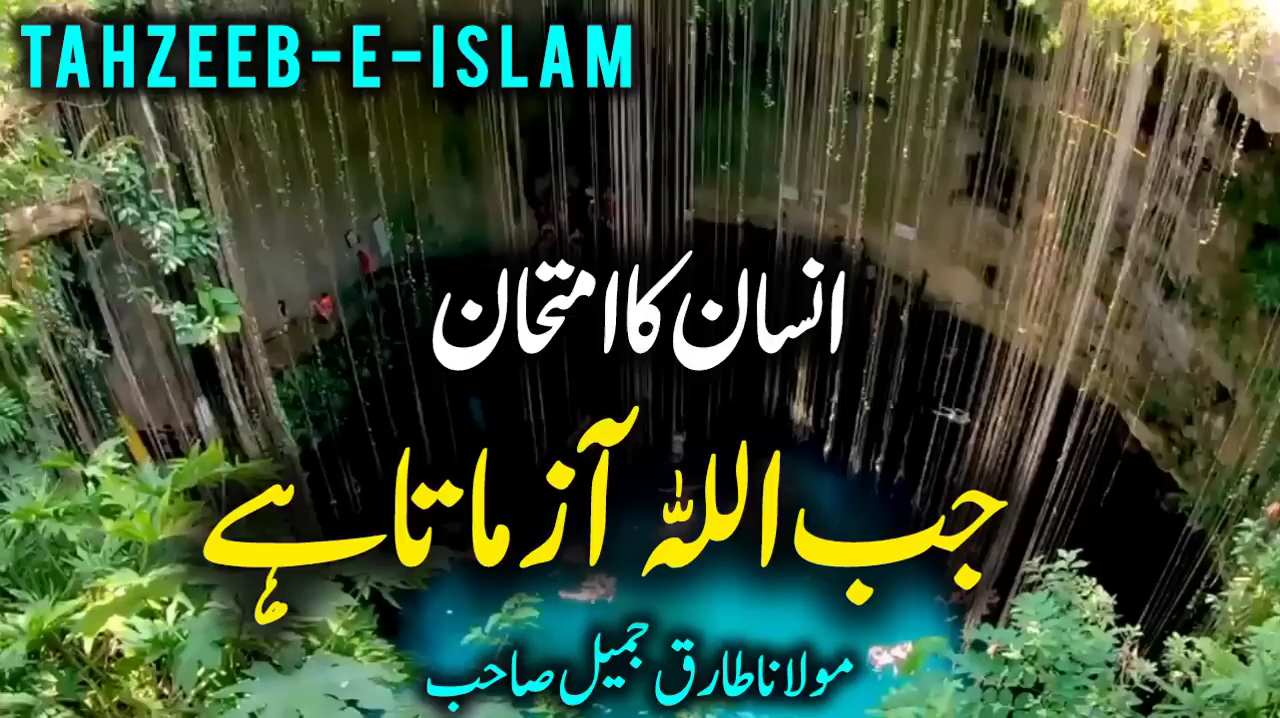 TAHZEEB-E-ISLAM
انسان کا امتحان
جب اللہ آزماتا ہے
مولانا طارق جمیل صاحب